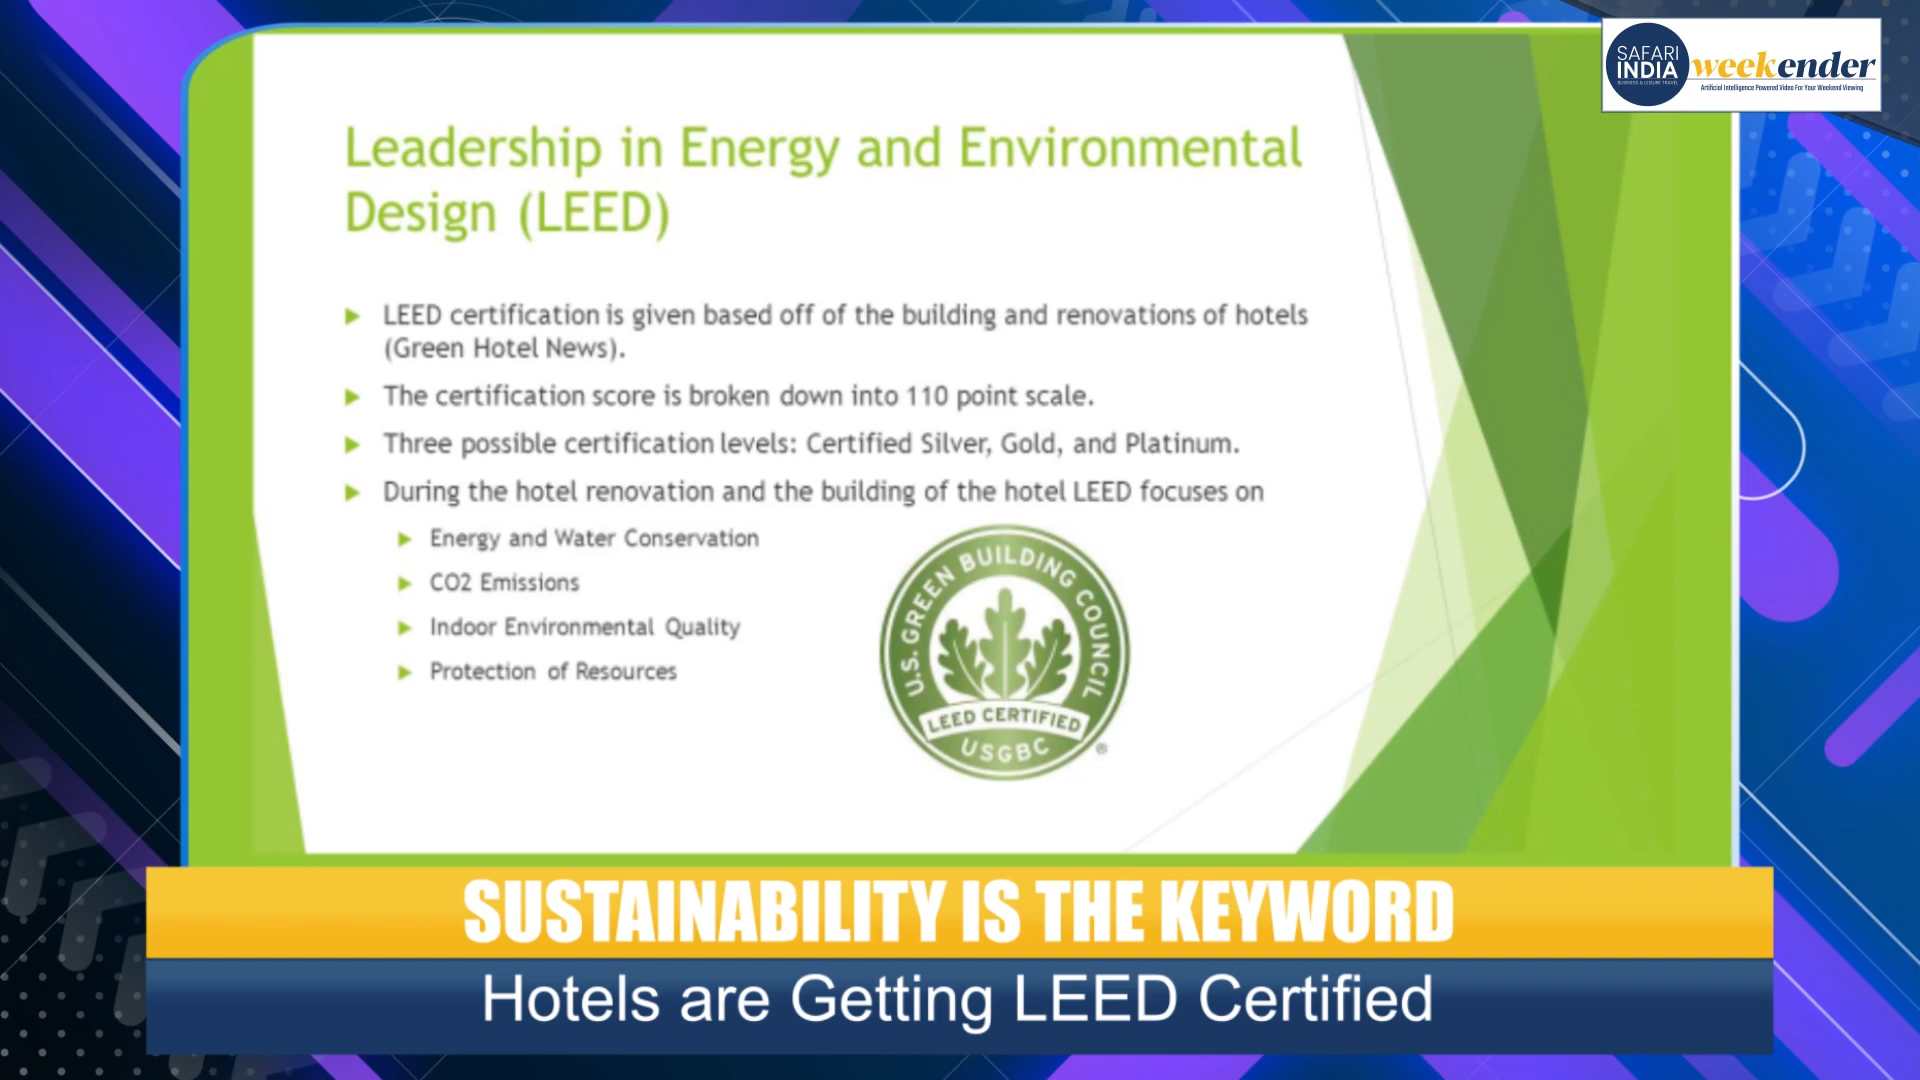 SAFARI
INDIA
BUSINESS & LEISURE TRAVEL
weekender
Artificial Intelligence Powered Video For Your Weekend Viewing
Leadership in Energy and Environmental
Design (LEED)
LEED certification is given based off of the building and renovations of hotels
(Green Hotel News).
The certification score is broken down into 110 point scale.
Three possible certification levels: Certified Silver, Gold, and Platinum.
During the hotel renovation and the building of the hotel LEED focuses on
Energy and Water Conservation
CO2 Emissions
Indoor Environmental Quality
Protection of Resources
U.S. GREEN BUILDING COUNCIL
LEED CERTIFIED
USGBC
®
SUSTAINABILITY IS THE KEYWORD
Hotels are Getting LEED Certified